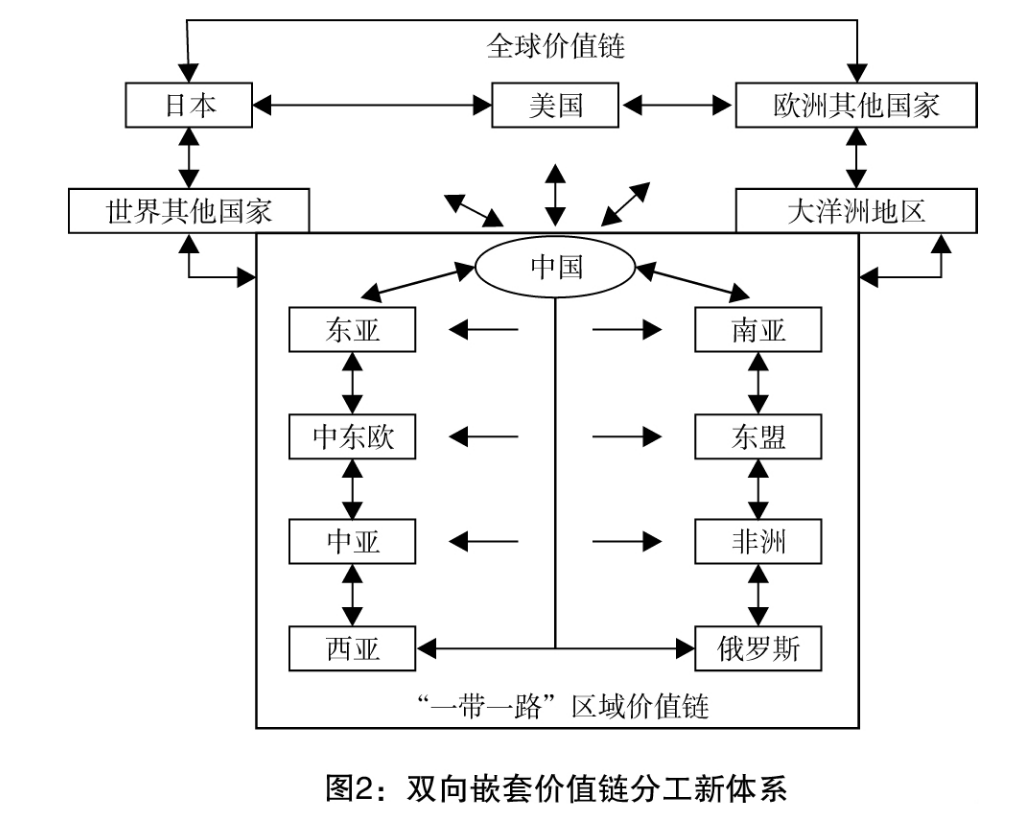 全球价值链
日本
美国
欧洲其他国家
世界其他国家
大洋洲地区
中国
东亚
南亚
中东欧
东盟
中亚
非洲
西亚
俄罗斯
“一带一路”区域价值链
图2：双向嵌套价值链分工新体系